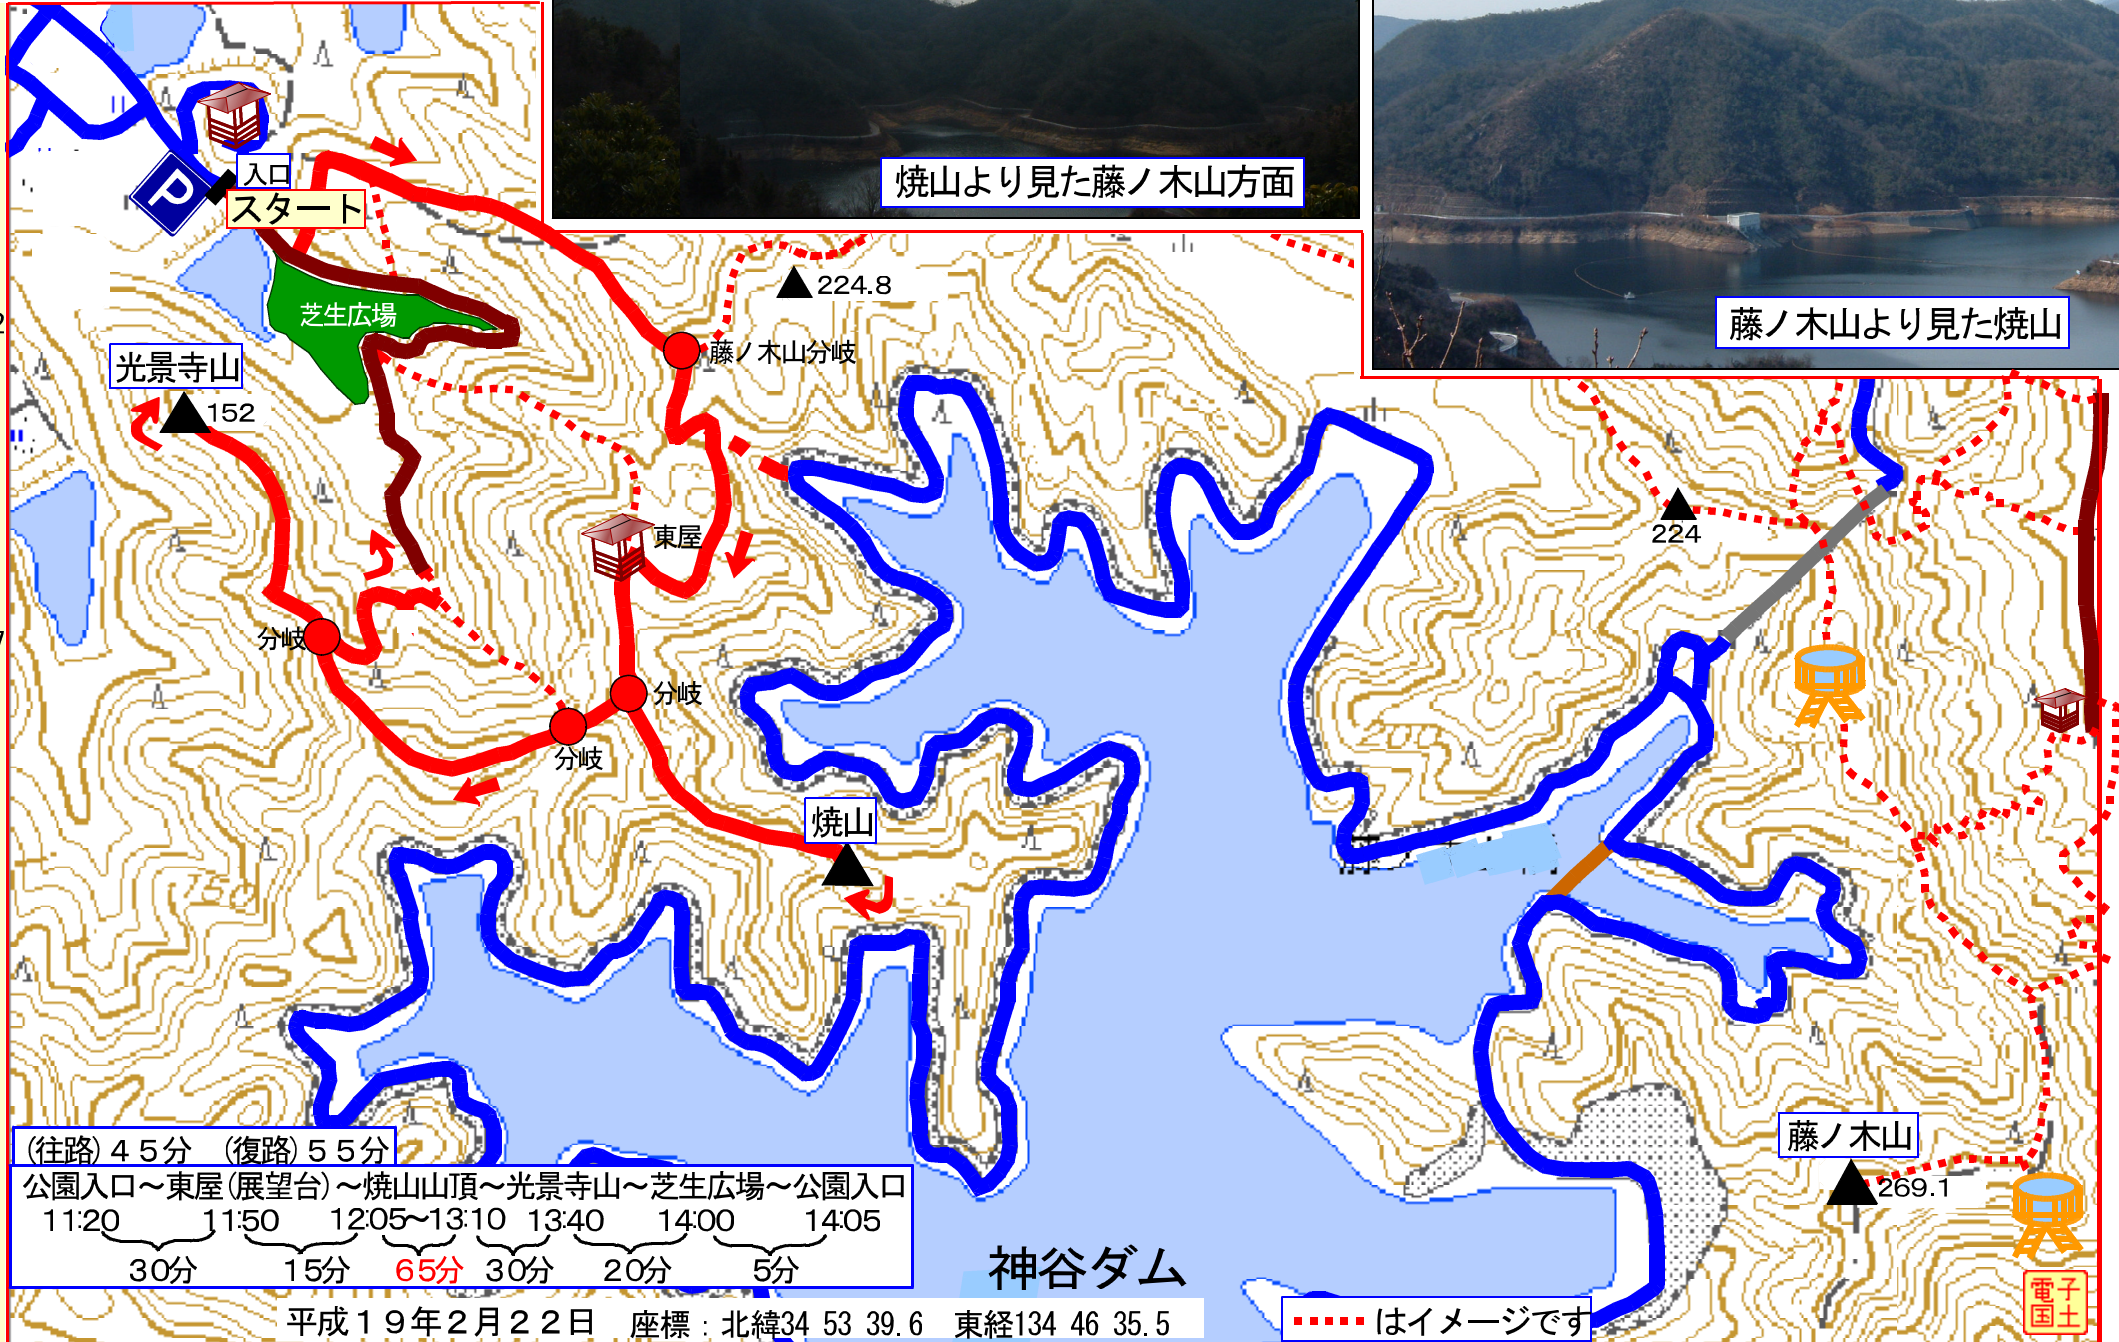 焼山より見た藤ノ木山方面
藤ノ木山より見た焼山
P
入口
スタート
224.8
芝生広場
藤ノ木山分岐
光景寺山
152
東屋
224
分岐
分岐
分岐
焼山
150
藤ノ木山
269.1
(往路)45分 (復路)55分
公園入口～東屋(展望台)～焼山山頂～光景寺山～芝生広場～公園入口
11:20 11:50 12:05～13:10 13:40 14:00 14:05
30分 15分 65分 30分 20分 5分
神谷ダム
平成19年2月22日 座標：北緯34 53 39.6 東経134 46 35.5
はイメージです
電子
国土